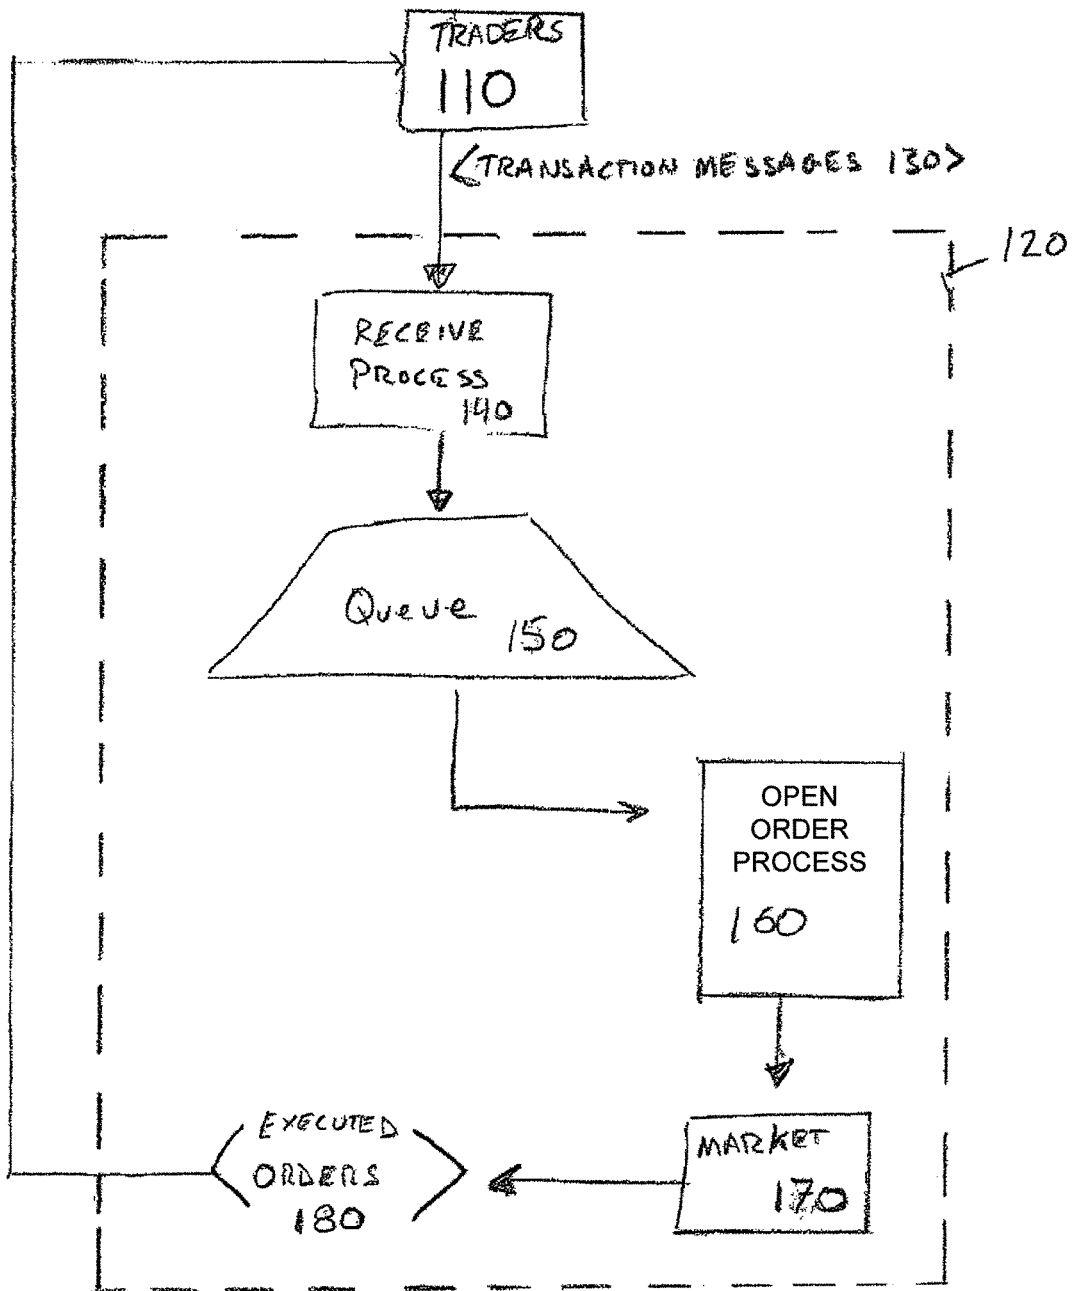 TRADERS
110
<TRANSACTION MESSAGES 130>
120
RECEIVE
PROCESS
140
Queue
150
OPEN
ORDER
PROCESS
160
EXECUTED
ORDERS
180
MARKET
170